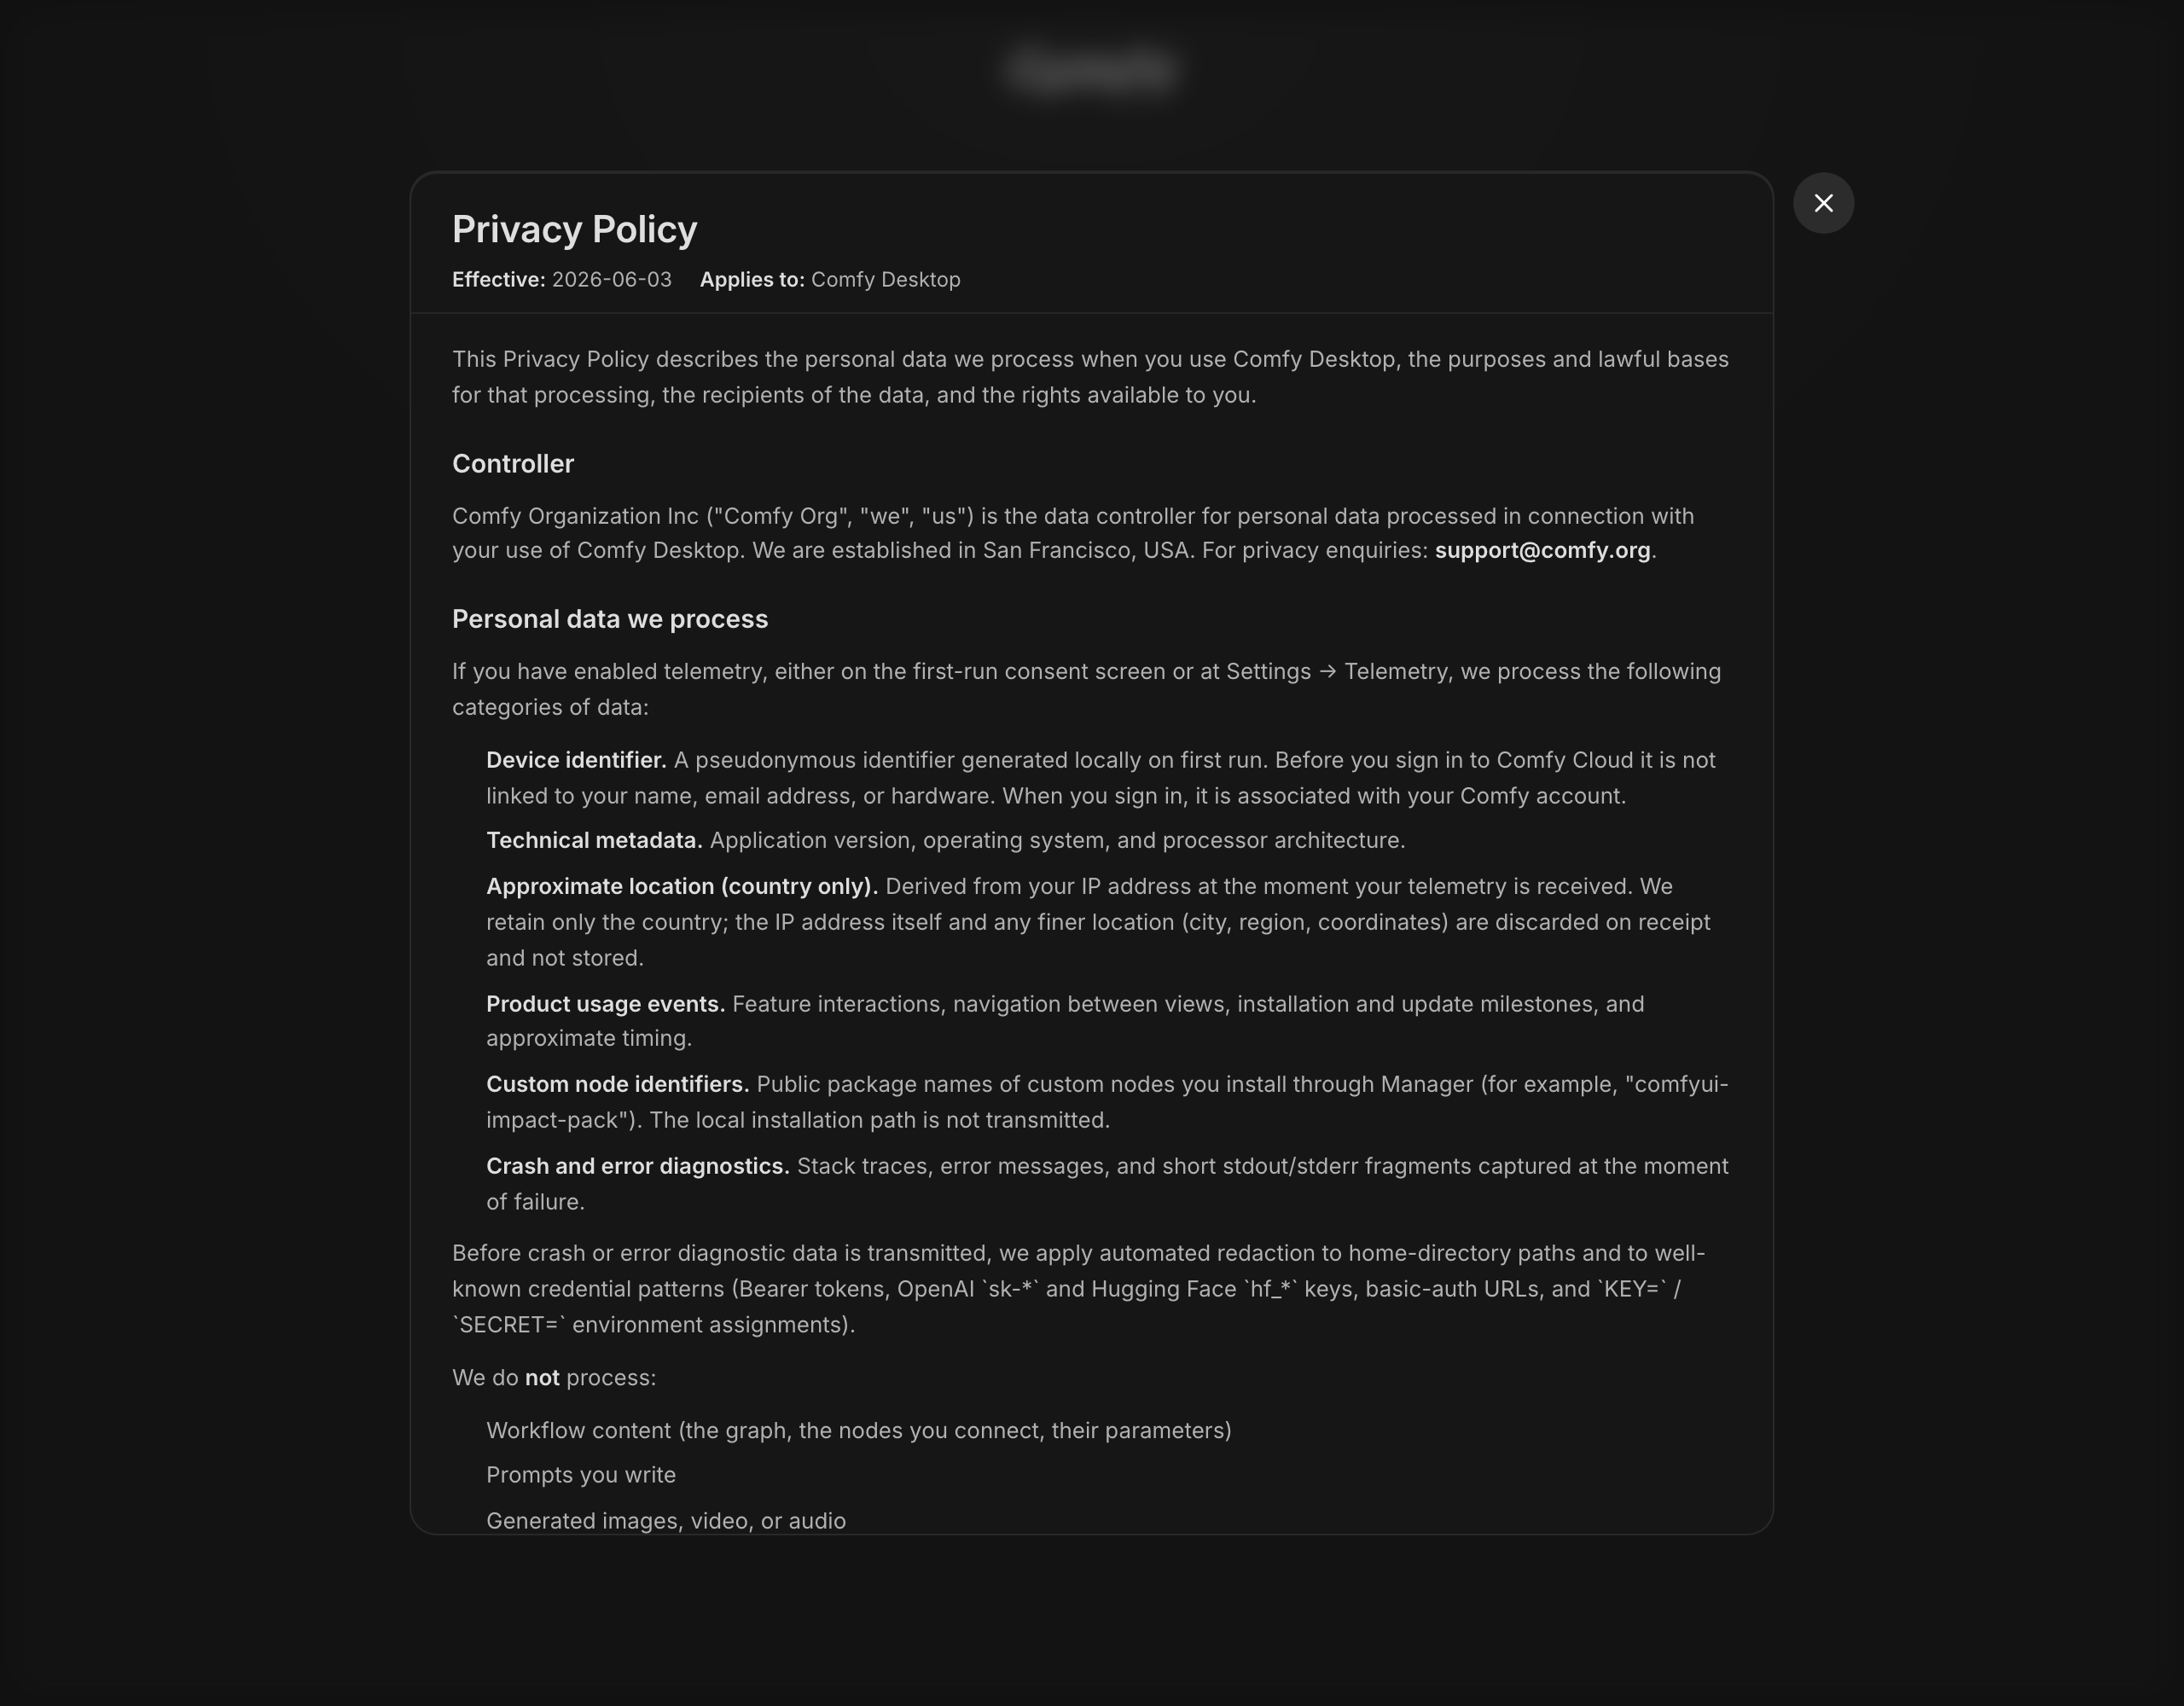 Privacy Policy
Effective: 2026-06-03 Applies to: Comfy Desktop
This Privacy Policy describes the personal data we process when you use Comfy Desktop, the purposes and lawful bases
for that processing, the recipients of the data, and the rights available to you.
Controller
Comfy Organization Inc ("Comfy Org", "we", "us") is the data controller for personal data processed in connection with
your use of Comfy Desktop. We are established in San Francisco, USA. For privacy enquiries: support@comfy.org.
Personal data we process
If you have enabled telemetry, either on the first-run consent screen or at Settings → Telemetry, we process the following
categories of data:
Device identifier. A pseudonymous identifier generated locally on first run. Before you sign in to Comfy Cloud it is not
linked to your name, email address, or hardware. When you sign in, it is associated with your Comfy account.
Technical metadata. Application version, operating system, and processor architecture.
Approximate location (country only). Derived from your IP address at the moment your telemetry is received. We
retain only the country; the IP address itself and any finer location (city, region, coordinates) are discarded on receipt
and not stored.
Product usage events. Feature interactions, navigation between views, installation and update milestones, and
approximate timing.
Custom node identifiers. Public package names of custom nodes you install through Manager (for example, "comfyui-
impact-pack"). The local installation path is not transmitted.
Crash and error diagnostics. Stack traces, error messages, and short stdout/stderr fragments captured at the moment
of failure.
Before crash or error diagnostic data is transmitted, we apply automated redaction to home-directory paths and to well-
known credential patterns (Bearer tokens, OpenAI `sk-*` and Hugging Face `hf_*` keys, basic-auth URLs, and `KEY=` /
`SECRET=` environment assignments).
We do not process:
Workflow content (the graph, the nodes you connect, their parameters)
Prompts you write
Generated images, video, or audio